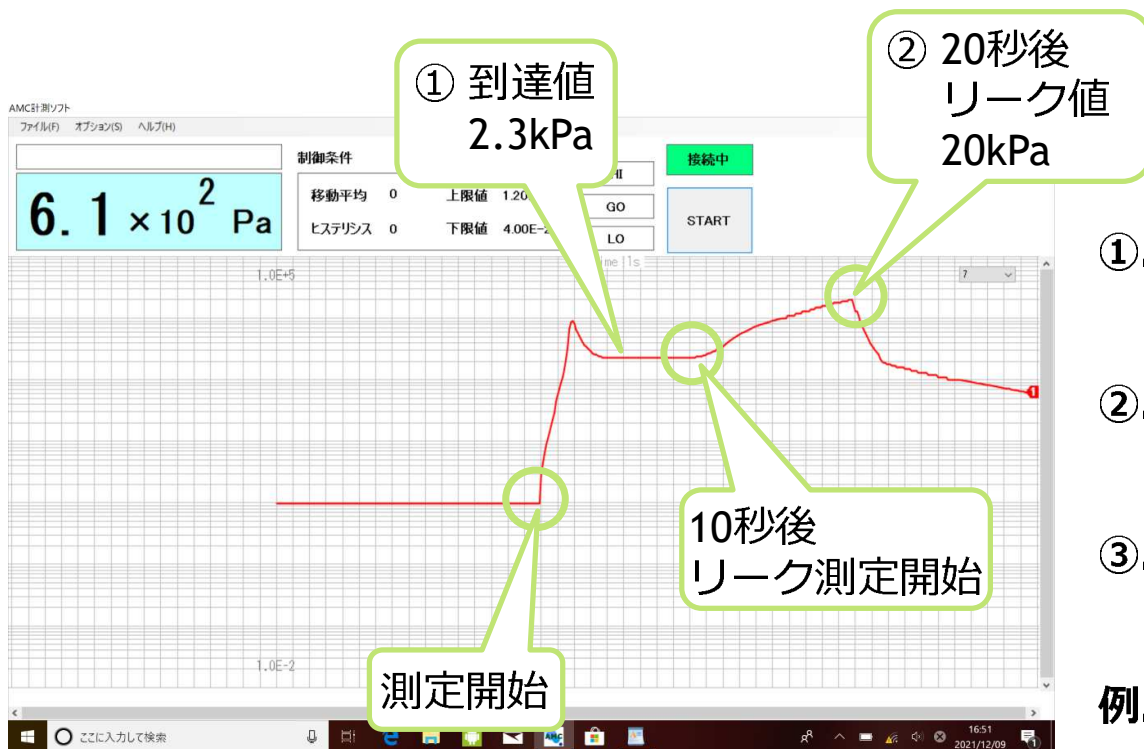 ① 到達値
2.3kPa
② 20秒後
リーク値
20kPa
AMC計測ソフト
ファイル(F) オプション(S) ヘルプ(H)
6.1×10² Pa
制御条件
移動平均 0 上限値 1.20
ヒステリシス 0 下限値 4.00E-2
HI
GO
LO
接続中
START
1.0E+5
7
1
1.0E-2
10秒後
リーク測定開始
測定開始
①
②
③
例
ここに入力して検索
16:51
2021/12/09